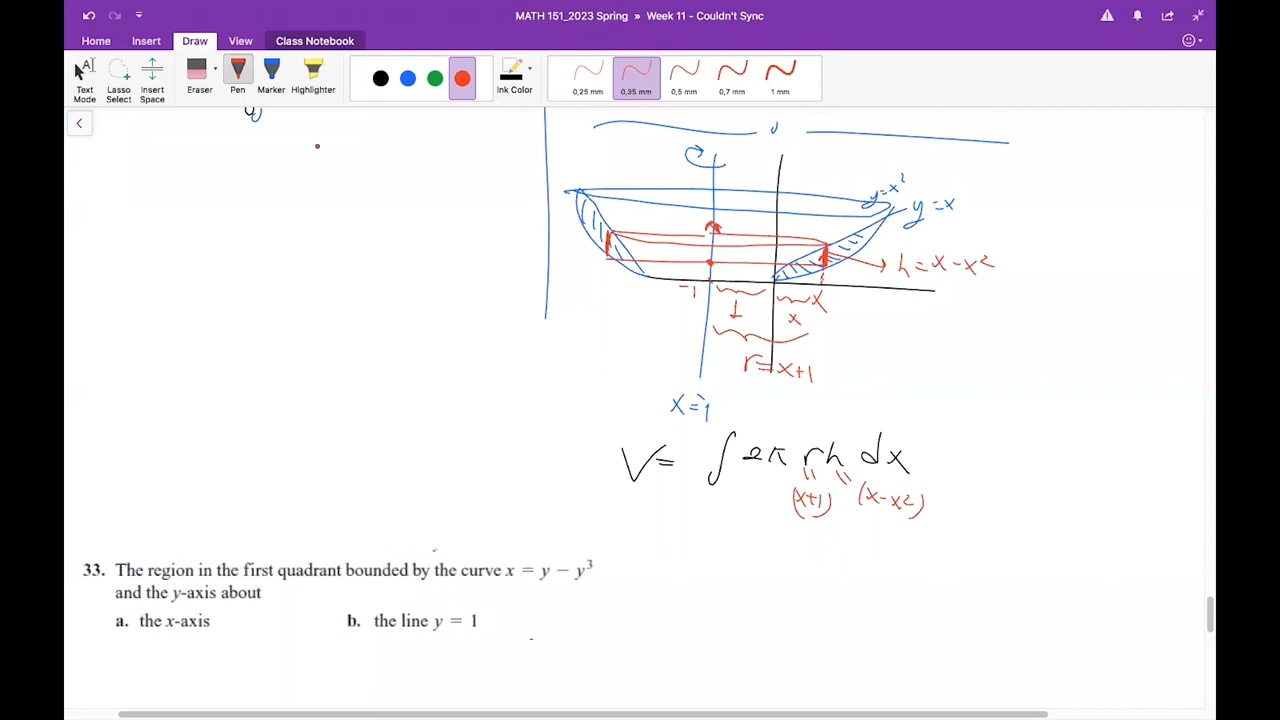 MATH 151_2023 Spring » Week 11 - Couldn't Sync
Home Insert Draw View Class Notebook
Text Mode Lasso Select Insert Space Eraser Pen Marker Highlighter Ink Color 0,25 mm 0,35 mm 0,5 mm 0,7 mm 1 mm
y=x²
y=x
h=x-x²
-1 1 x x
r=x+1
x=-1
V= ∫ 2π r h dx
(x+1) (x-x²)
33. The region in the first quadrant bounded by the curve x = y − y³
and the y-axis about
a. the x-axis b. the line y = 1